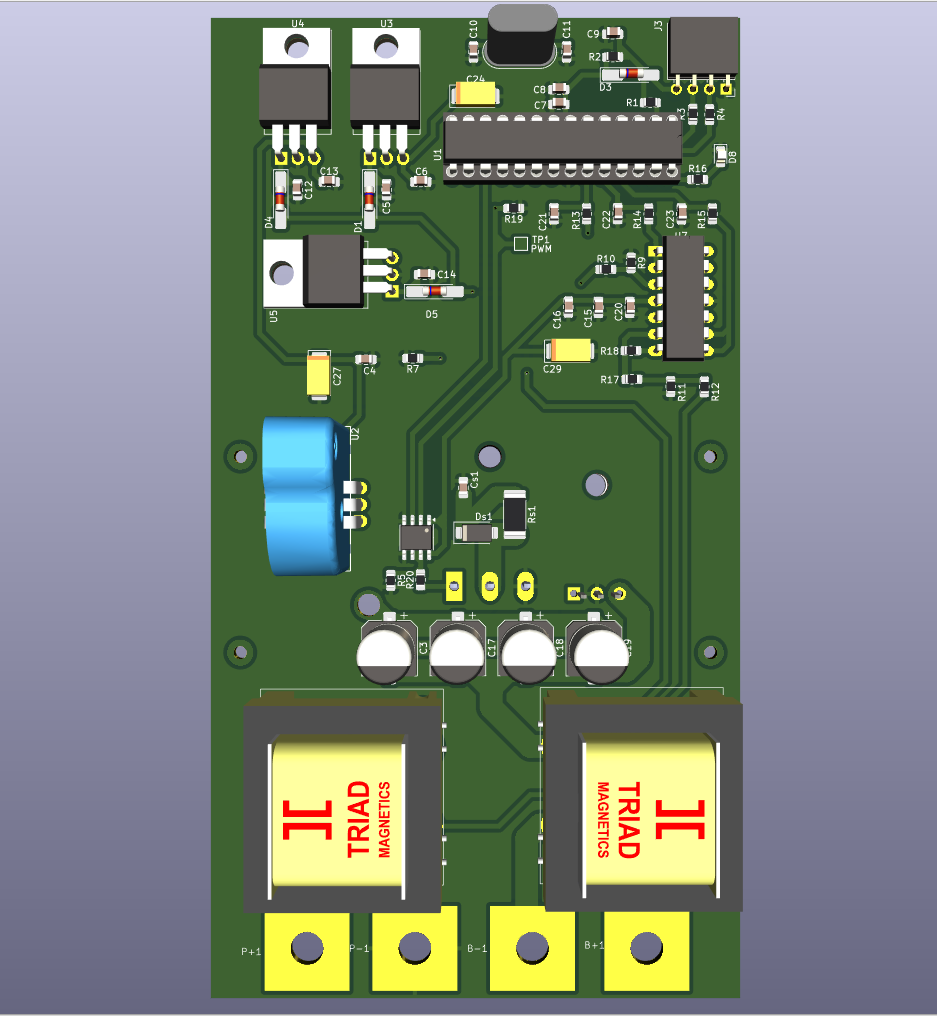 U4
U3
C10
C11
C9
J3
R2
D3
C24
C8
C7
R1
R3
R4
U1
D8
C13
C12
C6
C5
R16
D4
D1
R19
C21
R13
C22
R14
C23
R15
TP1
PWM
U7
R10
R9
C14
U5
D5
C16
C15
C20
R18
C29
C4
R7
C27
R17
R11
R12
U2
Cs1
Rs1
Ds1
R5
R20
+
+
+
+
C3
C17
C18
TRIAD
MAGNETICS
TRIAD
MAGNETICS
P+1
P-1
B-1
B+1